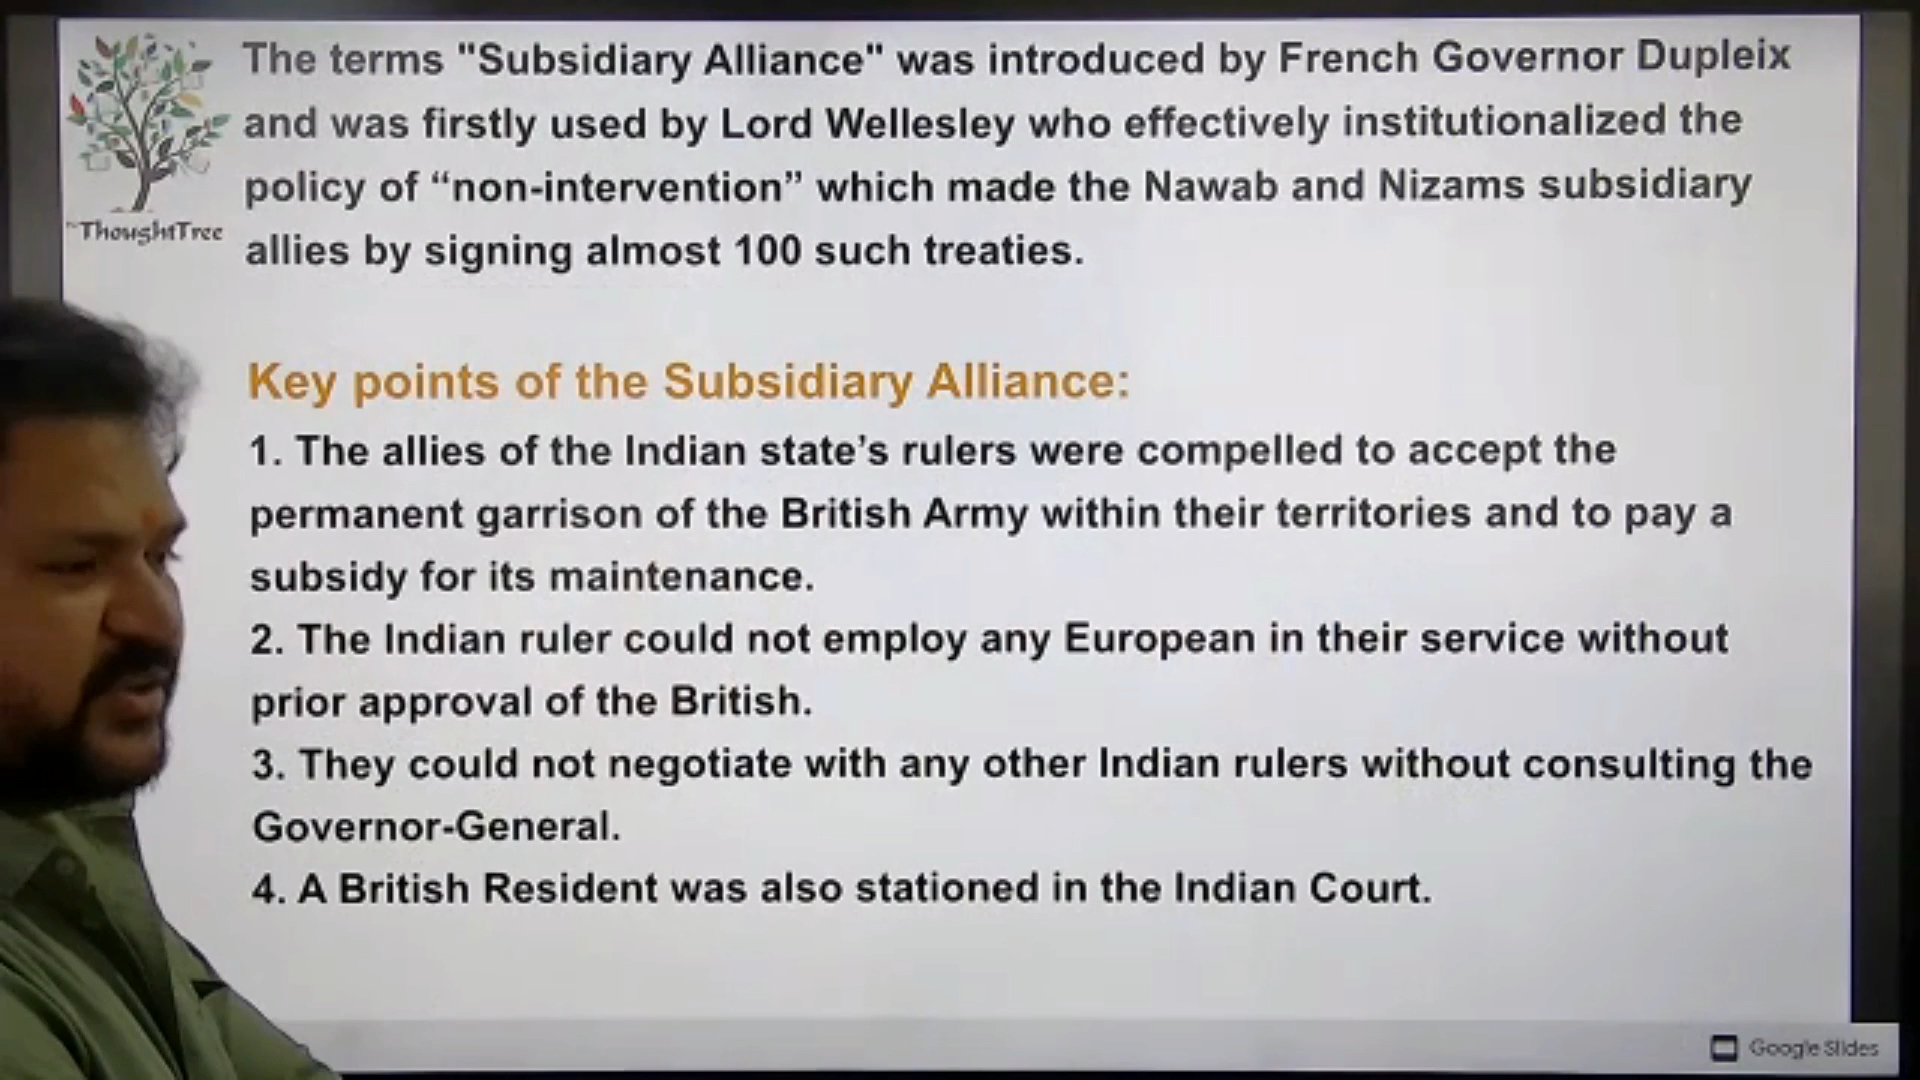 The terms "Subsidiary Alliance" was introduced by French Governor Dupleix
and was firstly used by Lord Wellesley who effectively institutionalized the
policy of “non-intervention” which made the Nawab and Nizams subsidiary
ThoughtTree
allies by signing almost 100 such treaties.
Key points of the Subsidiary Alliance:
1. The allies of the Indian state’s rulers were compelled to accept the
permanent garrison of the British Army within their territories and to pay a
subsidy for its maintenance.
2. The Indian ruler could not employ any European in their service without
prior approval of the British.
3. They could not negotiate with any other Indian rulers without consulting the
Governor-General.
4. A British Resident was also stationed in the Indian Court.
Google Slides